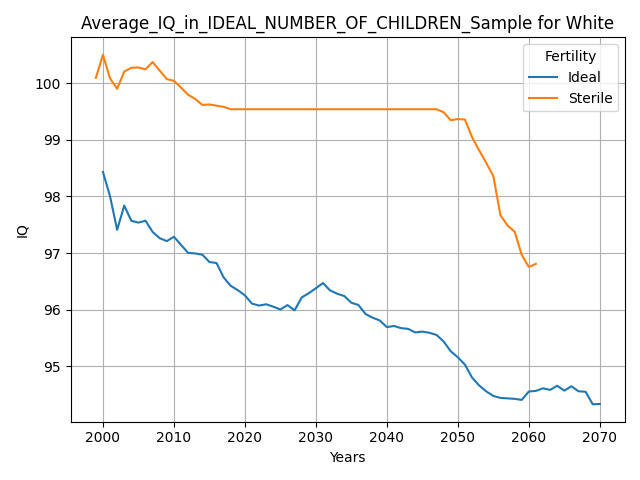 Average_IQ_in_IDEAL_NUMBER_OF_CHILDREN_Sample for White
Fertility
Ideal
Sterile
100
99
98
97
96
95
IQ
2000 2010 2020 2030 2040 2050 2060 2070
Years